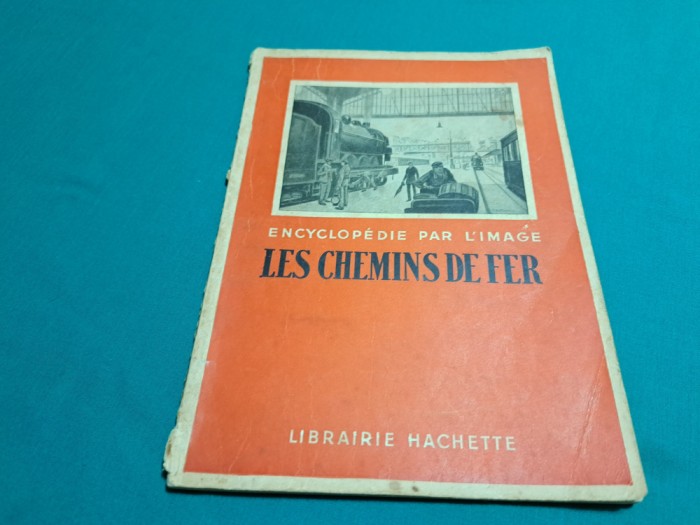 ENCYCLOPÉDIE PAR L'IMAGE
LES CHEMINS DE FER
LIBRAIRIE HACHETTE